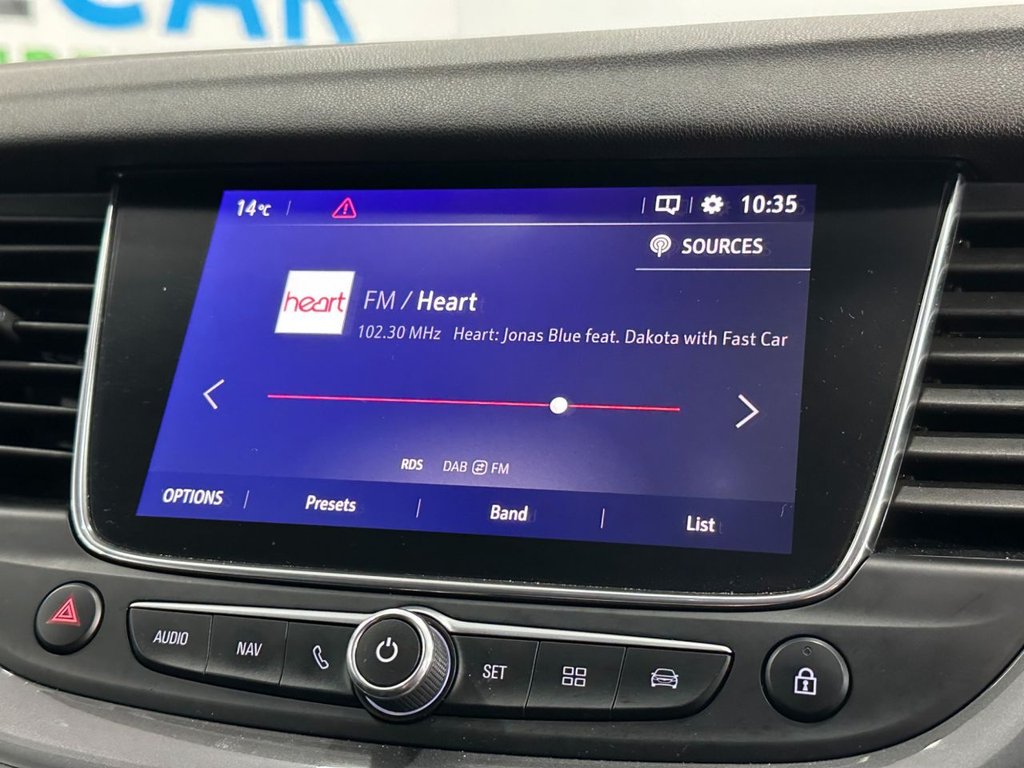 CAR
14°C
10:35
SOURCES
heart
FM / Heart
102.30 MHz Heart: Jonas Blue feat. Dakota with Fast Car
RDS DAB FM
OPTIONS Presets Band List
AUDIO NAV SET